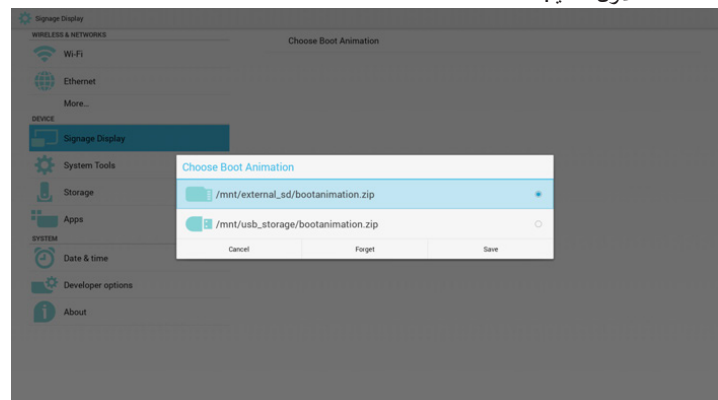 Signage Display
WIRELESS & NETWORKS
Wi-Fi
Ethernet
More...
DEVICE
Signage Display
System Tools
Storage
Apps
SYSTEM
Date & time
Developer options
About
Choose Boot Animation
Choose Boot Animation
/mnt/external_sd/bootanimation.zip
/mnt/usb_storage/bootanimation.zip
Cancel Forget Save